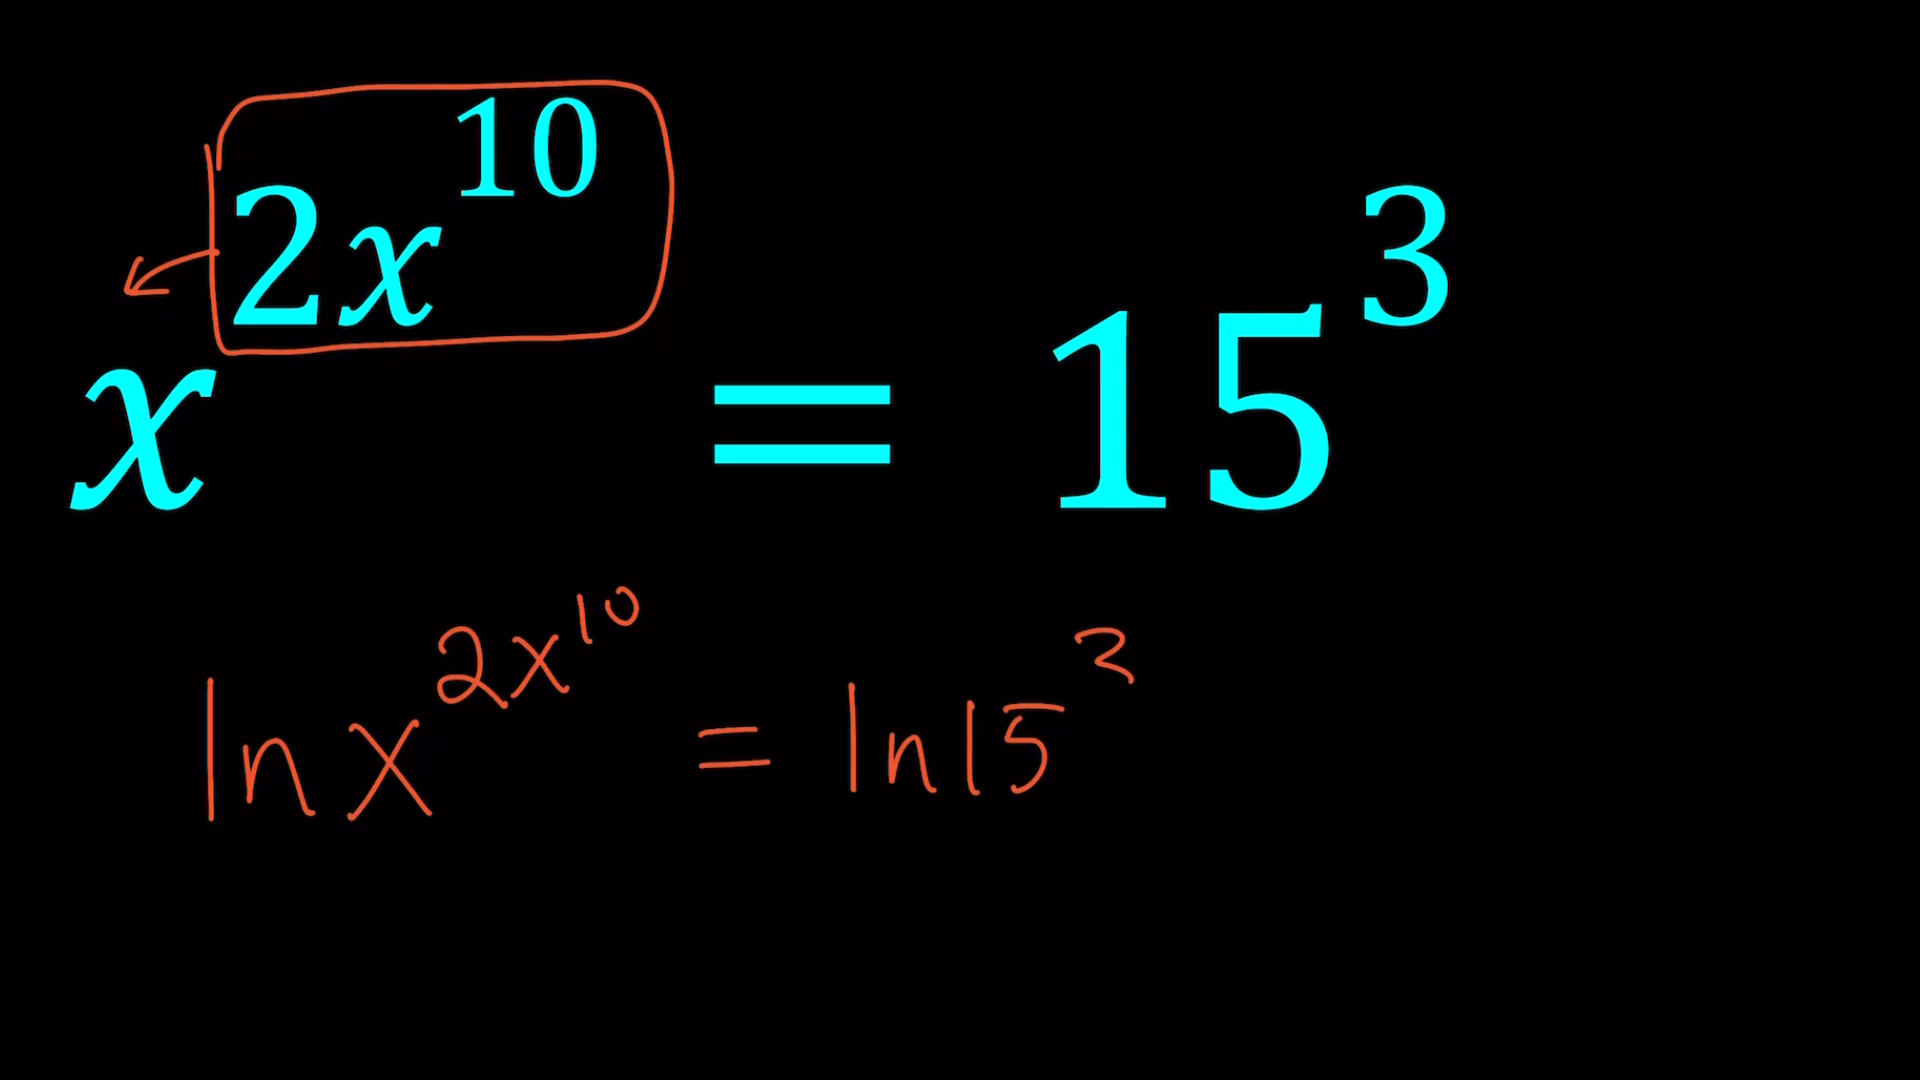 x^{2x^{10}} = 15^3
ln x^{2x^{10}} = ln 15^3